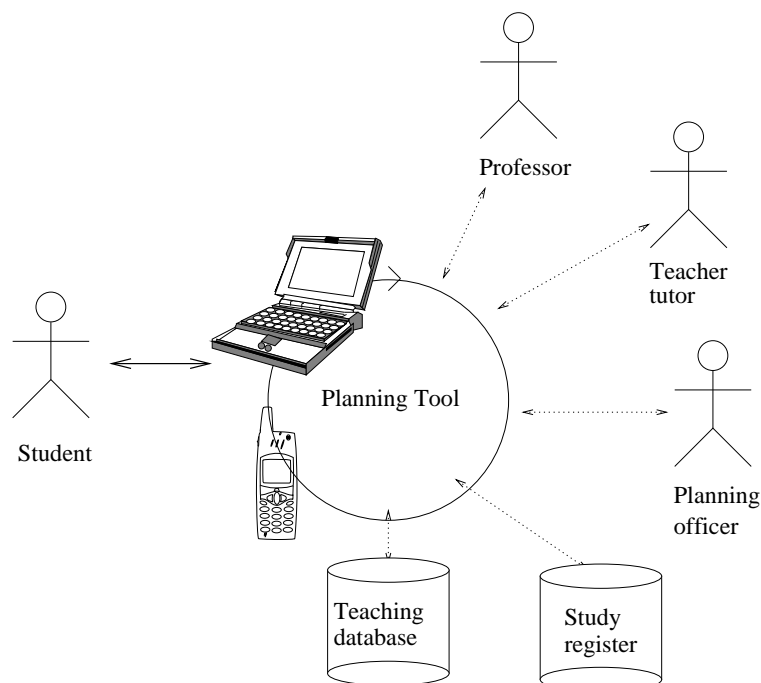 Professor
Teacher
tutor
Planning Tool
Student
Planning
officer
Teaching
database
Study
register